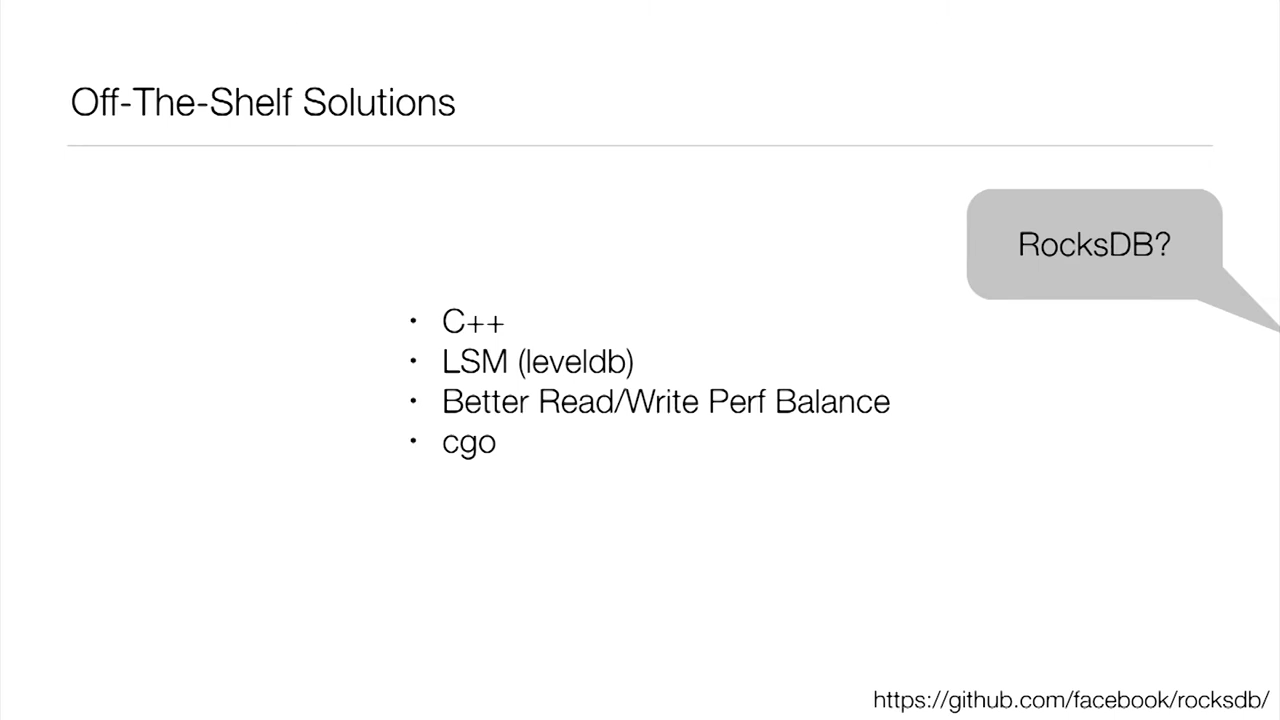 Off-The-Shelf Solutions
RocksDB?
• C++
• LSM (leveldb)
• Better Read/Write Perf Balance
• cgo
https://github.com/facebook/rocksdb/